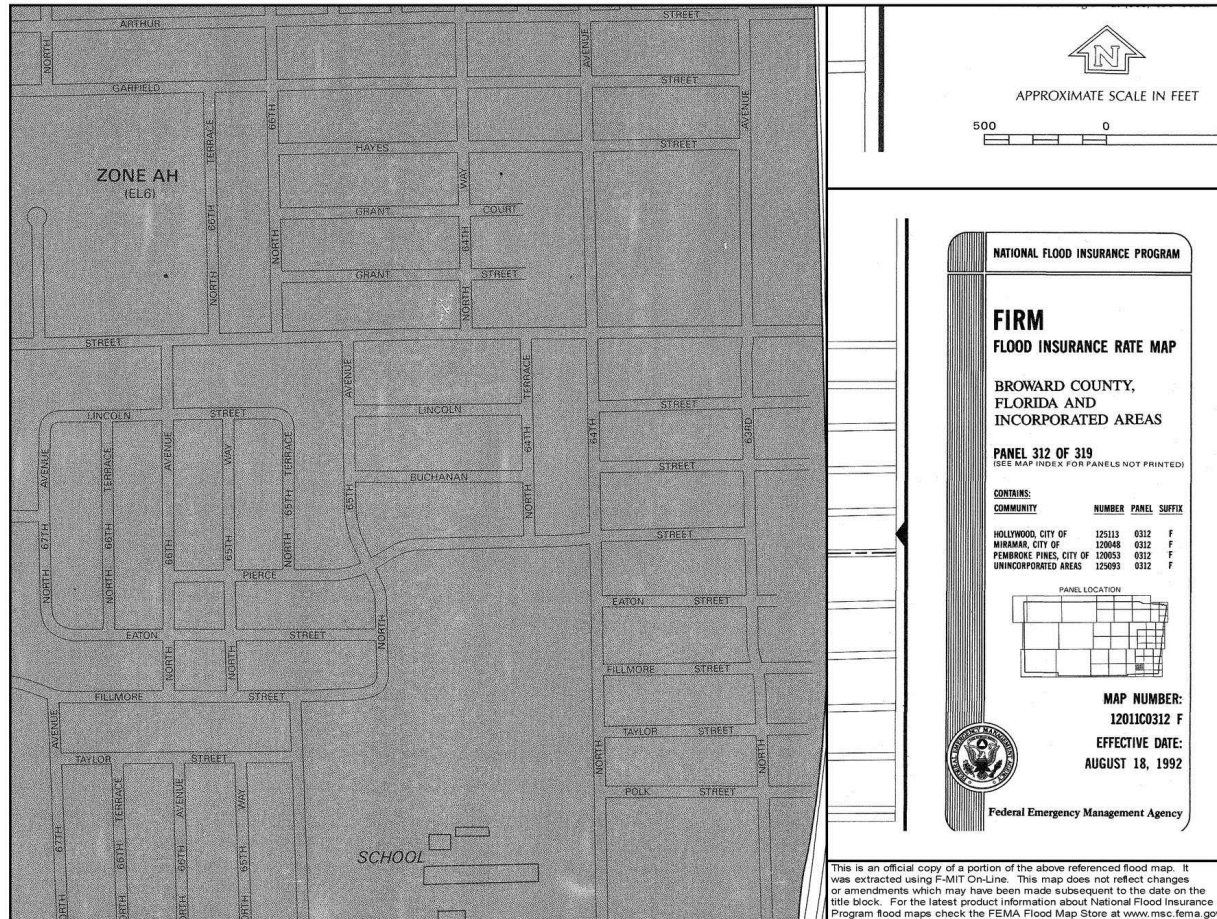 ARTHUR
STREET
NORTH
AVENUE
GARFIELD
STREET
66TH
AVENUE
TERRACE
HAYES
STREET
ZONE AH
(EL6)
WAY
66TH
GRANT
COURT
NORTH
64TH
NORTH
GRANT
STREET
NORTH
STREET
AVENUE
TERRACE
LINCOLN
STREET
LINCOLN
STREET
AVENUE
TERRACE
AVENUE
WAY
65TH TERRACE
64TH
64TH
63RD
BUCHANAN
STREET
65TH
NORTH
67TH
66TH
66TH
65TH
NORTH
STREET
PIERCE
NORTH
NORTH
EATON
STREET
EATON
STREET
NORTH
NORTH
NORTH
FILLMORE
STREET
FILLMORE
STREET
AVENUE
TAYLOR
STREET
TAYLOR
STREET
NORTH
NORTH
POLK
STREET
67TH
66TH TERRACE
66TH AVENUE
65TH WAY
SCHOOL
N
APPROXIMATE SCALE IN FEET
500 0
NATIONAL FLOOD INSURANCE PROGRAM
FIRM
FLOOD INSURANCE RATE MAP
BROWARD COUNTY,
FLORIDA AND
INCORPORATED AREAS
PANEL 312 OF 319
(SEE MAP INDEX FOR PANELS NOT PRINTED)
CONTAINS:
COMMUNITY NUMBER PANEL SUFFIX
HOLLYWOOD, CITY OF 125113 0312 F
MIRAMAR, CITY OF 120048 0312 F
PEMBROKE PINES, CITY OF 120053 0312 F
UNINCORPORATED AREAS 125093 0312 F
PANEL LOCATION
MAP NUMBER:
12011C0312 F
EFFECTIVE DATE:
AUGUST 18, 1992
Federal Emergency Management Agency
This is an official copy of a portion of the above referenced flood map. It
was extracted using F-MIT On-Line. This map does not reflect changes
or amendments which may have been made subsequent to the date on the
title block. For the latest product information about National Flood Insurance
Program flood maps check the FEMA Flood Map Store at www.msc.fema.go